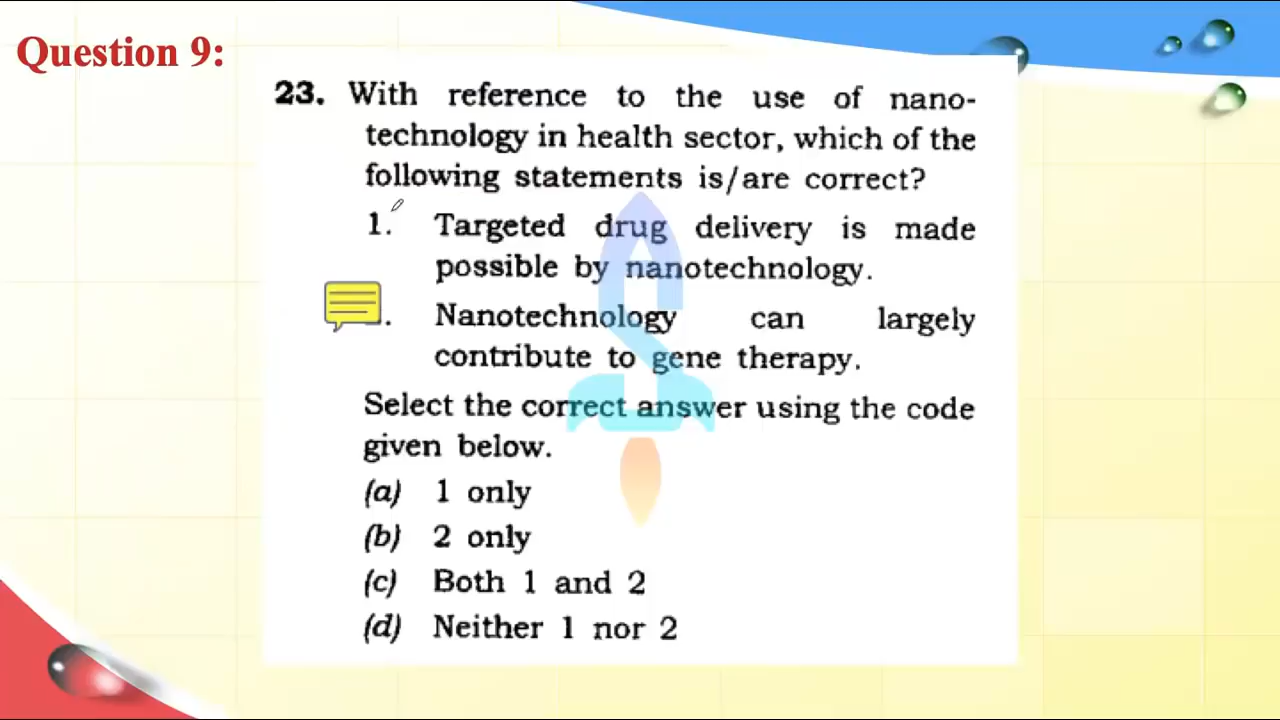 Question 9:
23. With reference to the use of nano-
technology in health sector, which of the
following statements is/are correct?
1. Targeted drug delivery is made
possible by nanotechnology.
. Nanotechnology can largely
contribute to gene therapy.
Select the correct answer using the code
given below.
(a) 1 only
(b) 2 only
(c) Both 1 and 2
(d) Neither 1 nor 2